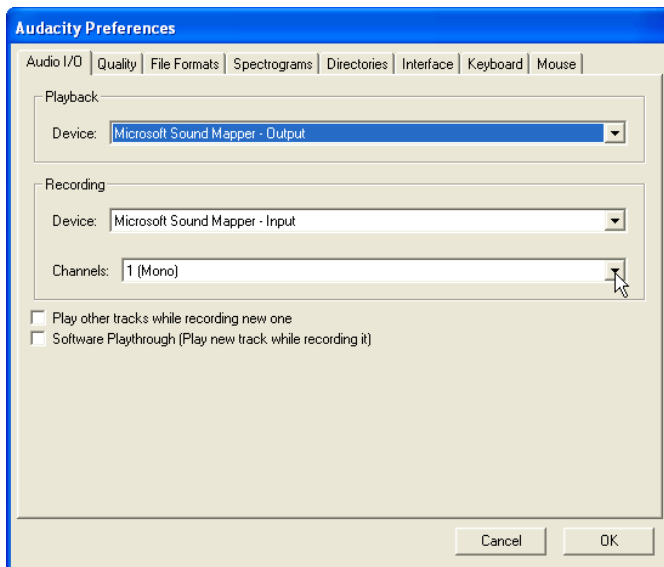 Audacity Preferences
Audio I/O Quality File Formats Spectrograms Directories Interface Keyboard Mouse
Playback
Device: Microsoft Sound Mapper - Output
Recording
Device: Microsoft Sound Mapper - Input
Channels: 1 (Mono)
Play other tracks while recording new one
Software Playthrough (Play new track while recording it)
Cancel OK